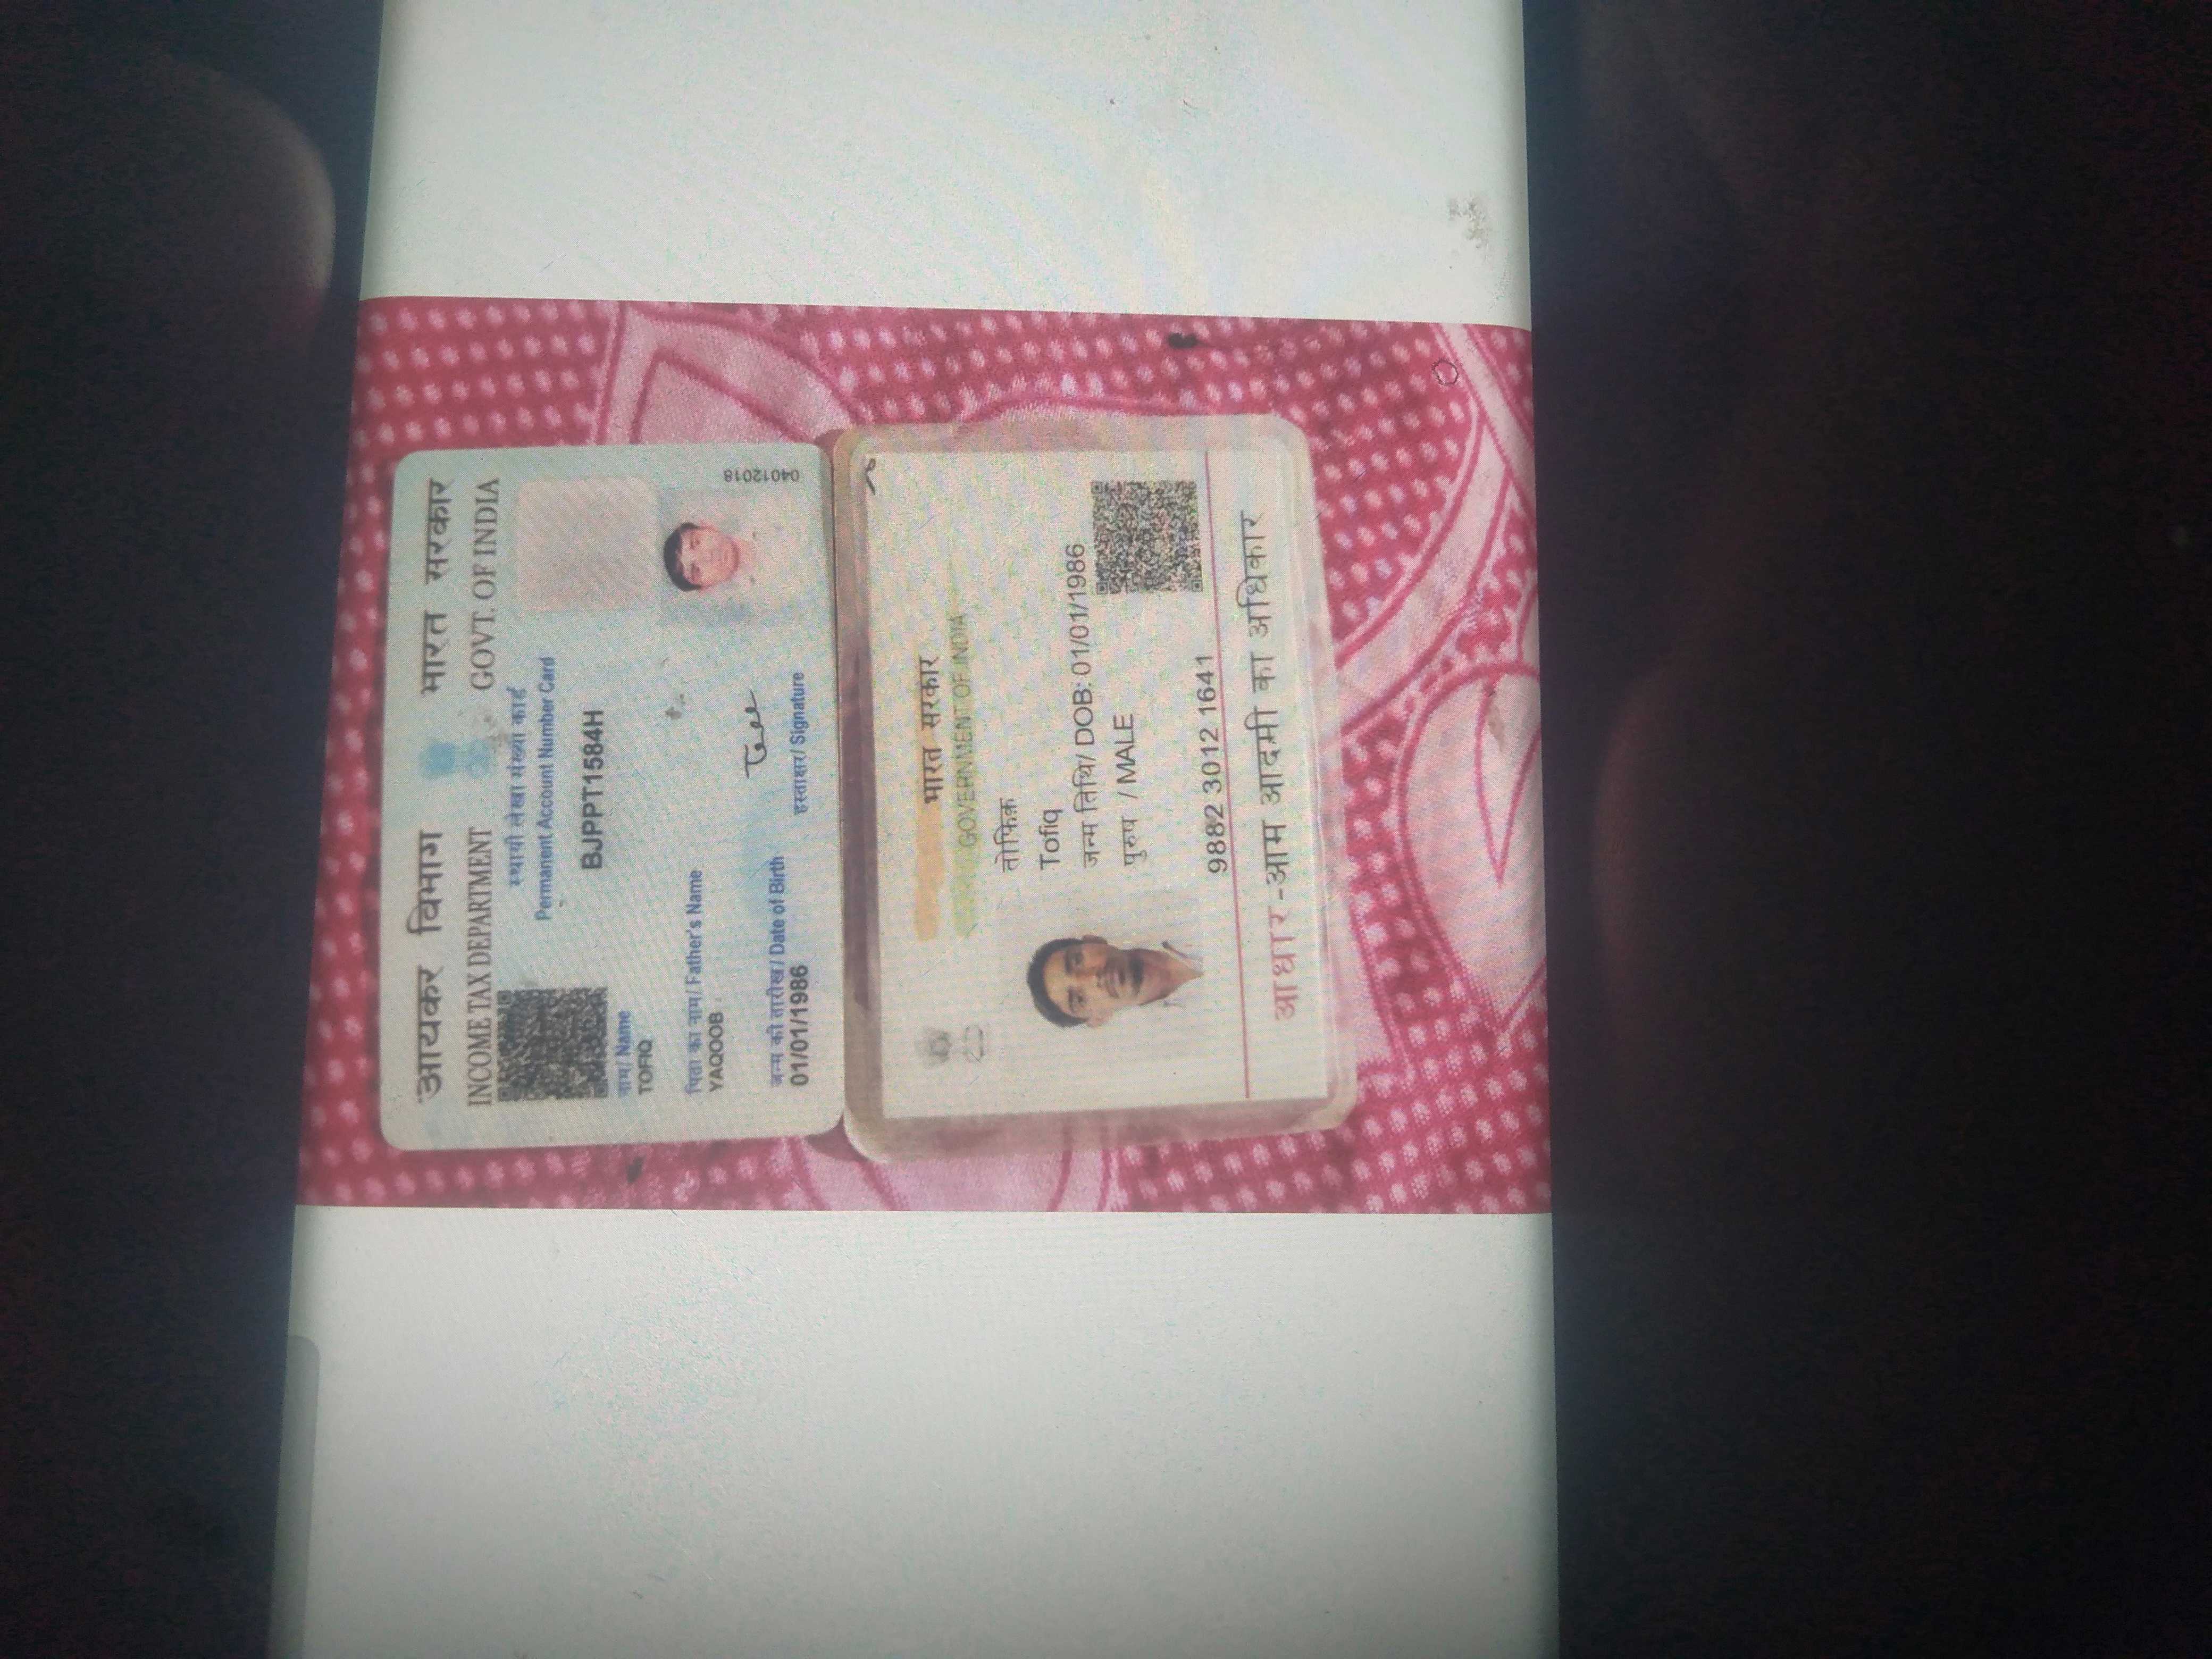 आयकर विभाग भारत सरकार
INCOME TAX DEPARTMENT GOVT. OF INDIA
स्थायी लेखा संख्या कार्ड
Permanent Account Number Card
BJPPT1584H
नाम/ Name
TOFIQ
पिता का नाम/ Father's Name
YAQOOB
जन्म की तारीख/ Date of Birth
01/01/1986
हस्ताक्षर/ Signature
04012018
भारत सरकार
GOVERNMENT OF INDIA
तोफिक़
Tofiq
जन्म तिथि/ DOB: 01/01/1986
पुरुष / MALE
9882 3012 1641
आधार-आम आदमी का अधिकार